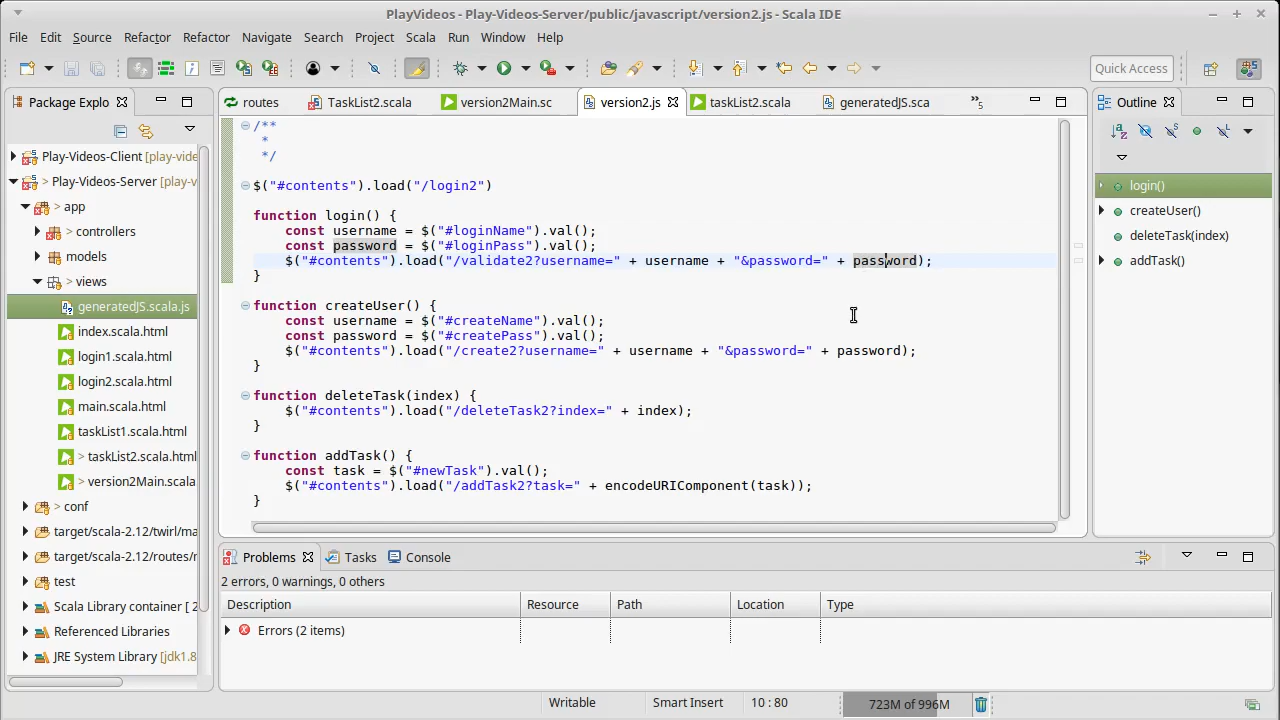 PlayVideos - Play-Videos-Server/public/javascript/version2.js - Scala IDE
File Edit Source Refactor Refactor Navigate Search Project Scala Run Window Help
Quick Access
Package Explo
Play-Videos-Client [play-vide
> Play-Videos-Server [play-v
> app
> controllers
models
> views
generatedJS.scala.js
index.scala.html
login1.scala.html
login2.scala.html
main.scala.html
taskList1.scala.html
> taskList2.scala.html
> version2Main.scala
> conf
target/scala-2.12/twirl/ma
target/scala-2.12/routes/r
test
Scala Library container [ 2
Referenced Libraries
JRE System Library [jdk1.8
routes TaskList2.scala version2Main.sc version2.js taskList2.scala generatedJS.sca »5
/**
 *
 */
$("#contents").load("/login2")
function login() {
    const username = $("#loginName").val();
    const password = $("#loginPass").val();
    $("#contents").load("/validate2?username=" + username + "&password=" + password);
}
function createUser() {
    const username = $("#createName").val();
    const password = $("#createPass").val();
    $("#contents").load("/create2?username=" + username + "&password=" + password);
}
function deleteTask(index) {
    $("#contents").load("/deleteTask2?index=" + index);
}
function addTask() {
    const task = $("#newTask").val();
    $("#contents").load("/addTask2?task=" + encodeURIComponent(task));
}
Outline
login()
createUser()
deleteTask(index)
addTask()
Problems Tasks Console
2 errors, 0 warnings, 0 others
Description Resource Path Location Type
Errors (2 items)
Writable Smart Insert 10 : 80 723M of 996M